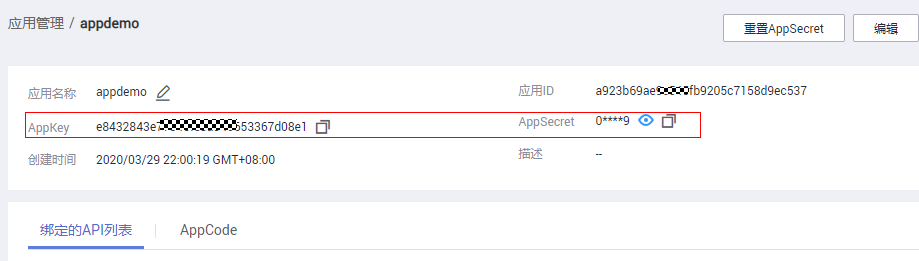 应用管理 / appdemo
重置AppSecret
编辑
应用名称 appdemo
应用ID a923b69ae fb9205c7158d9ec537
AppKey e8432843e 653367d08e1
AppSecret 0****9
创建时间 2020/03/29 22:00:19 GMT+08:00
描述 --
绑定的API列表
AppCode